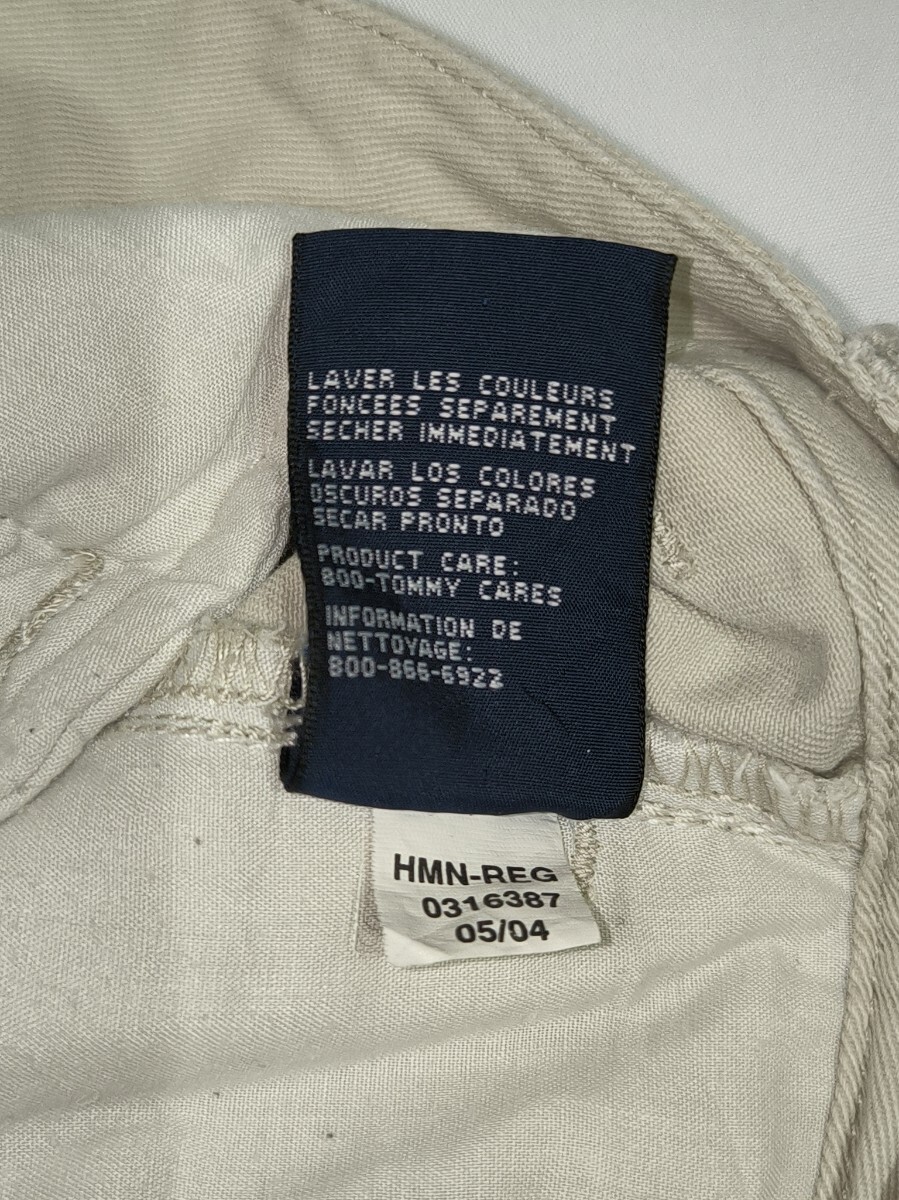 LAVER LES COULEURS
FONCEES SEPAREMENT
SECHER IMMEDIATEMENT
LAVAR LOS COLORES
OSCUROS SEPARADO
SECAR PRONTO
PRODUCT CARE:
800-TOMMY CARES
INFORMATION DE
NETTOYAGE:
800-866-6922
HMN-REG
0316387
05/04